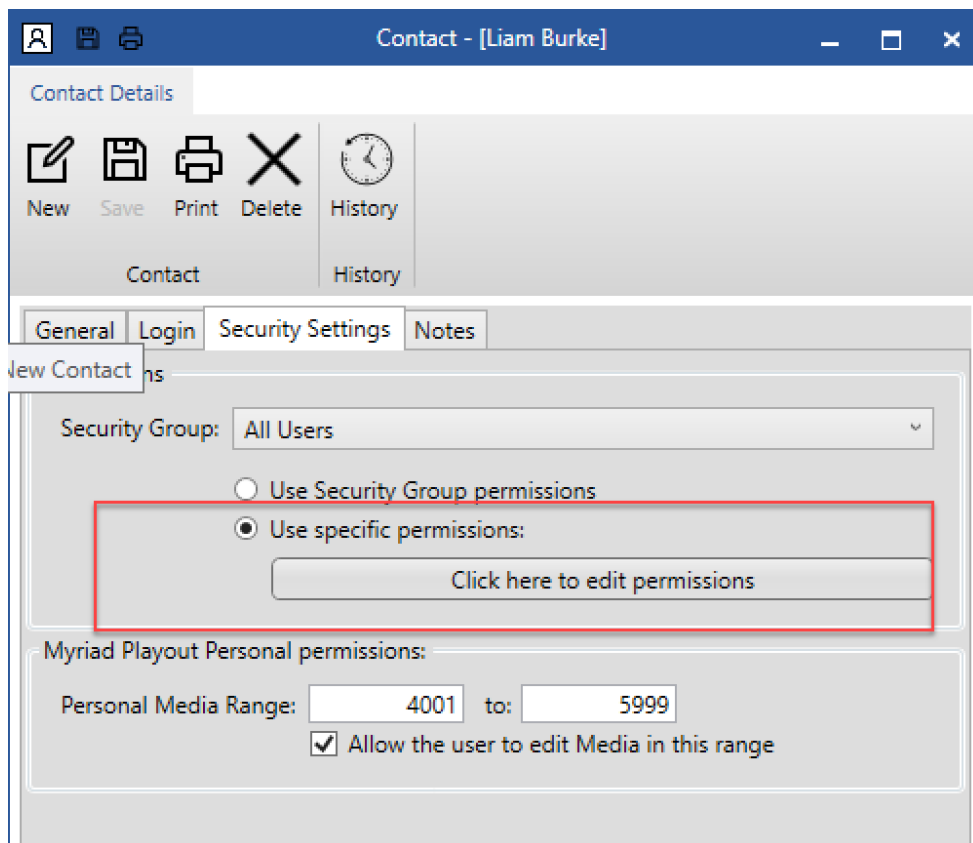 Contact - [Liam Burke]
Contact Details
New Save Print Delete History
Contact History
General Login Security Settings Notes
New Contact
Security Group: All Users
Use Security Group permissions
Use specific permissions:
Click here to edit permissions
Myriad Playout Personal permissions:
Personal Media Range: 4001 to: 5999
Allow the user to edit Media in this range